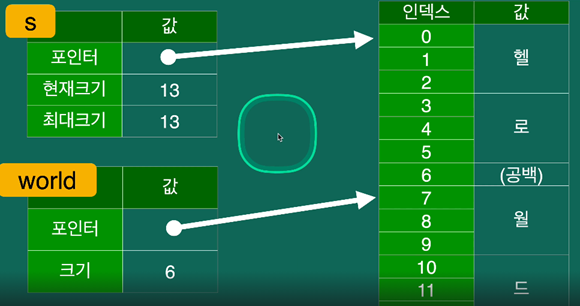 s
값
포인터
현재크기 13
최대크기 13
world
값
포인터
크기 6
인덱스 값
0
1 헬
2
3
4 로
5
6 (공백)
7
8 월
9
10
11 드